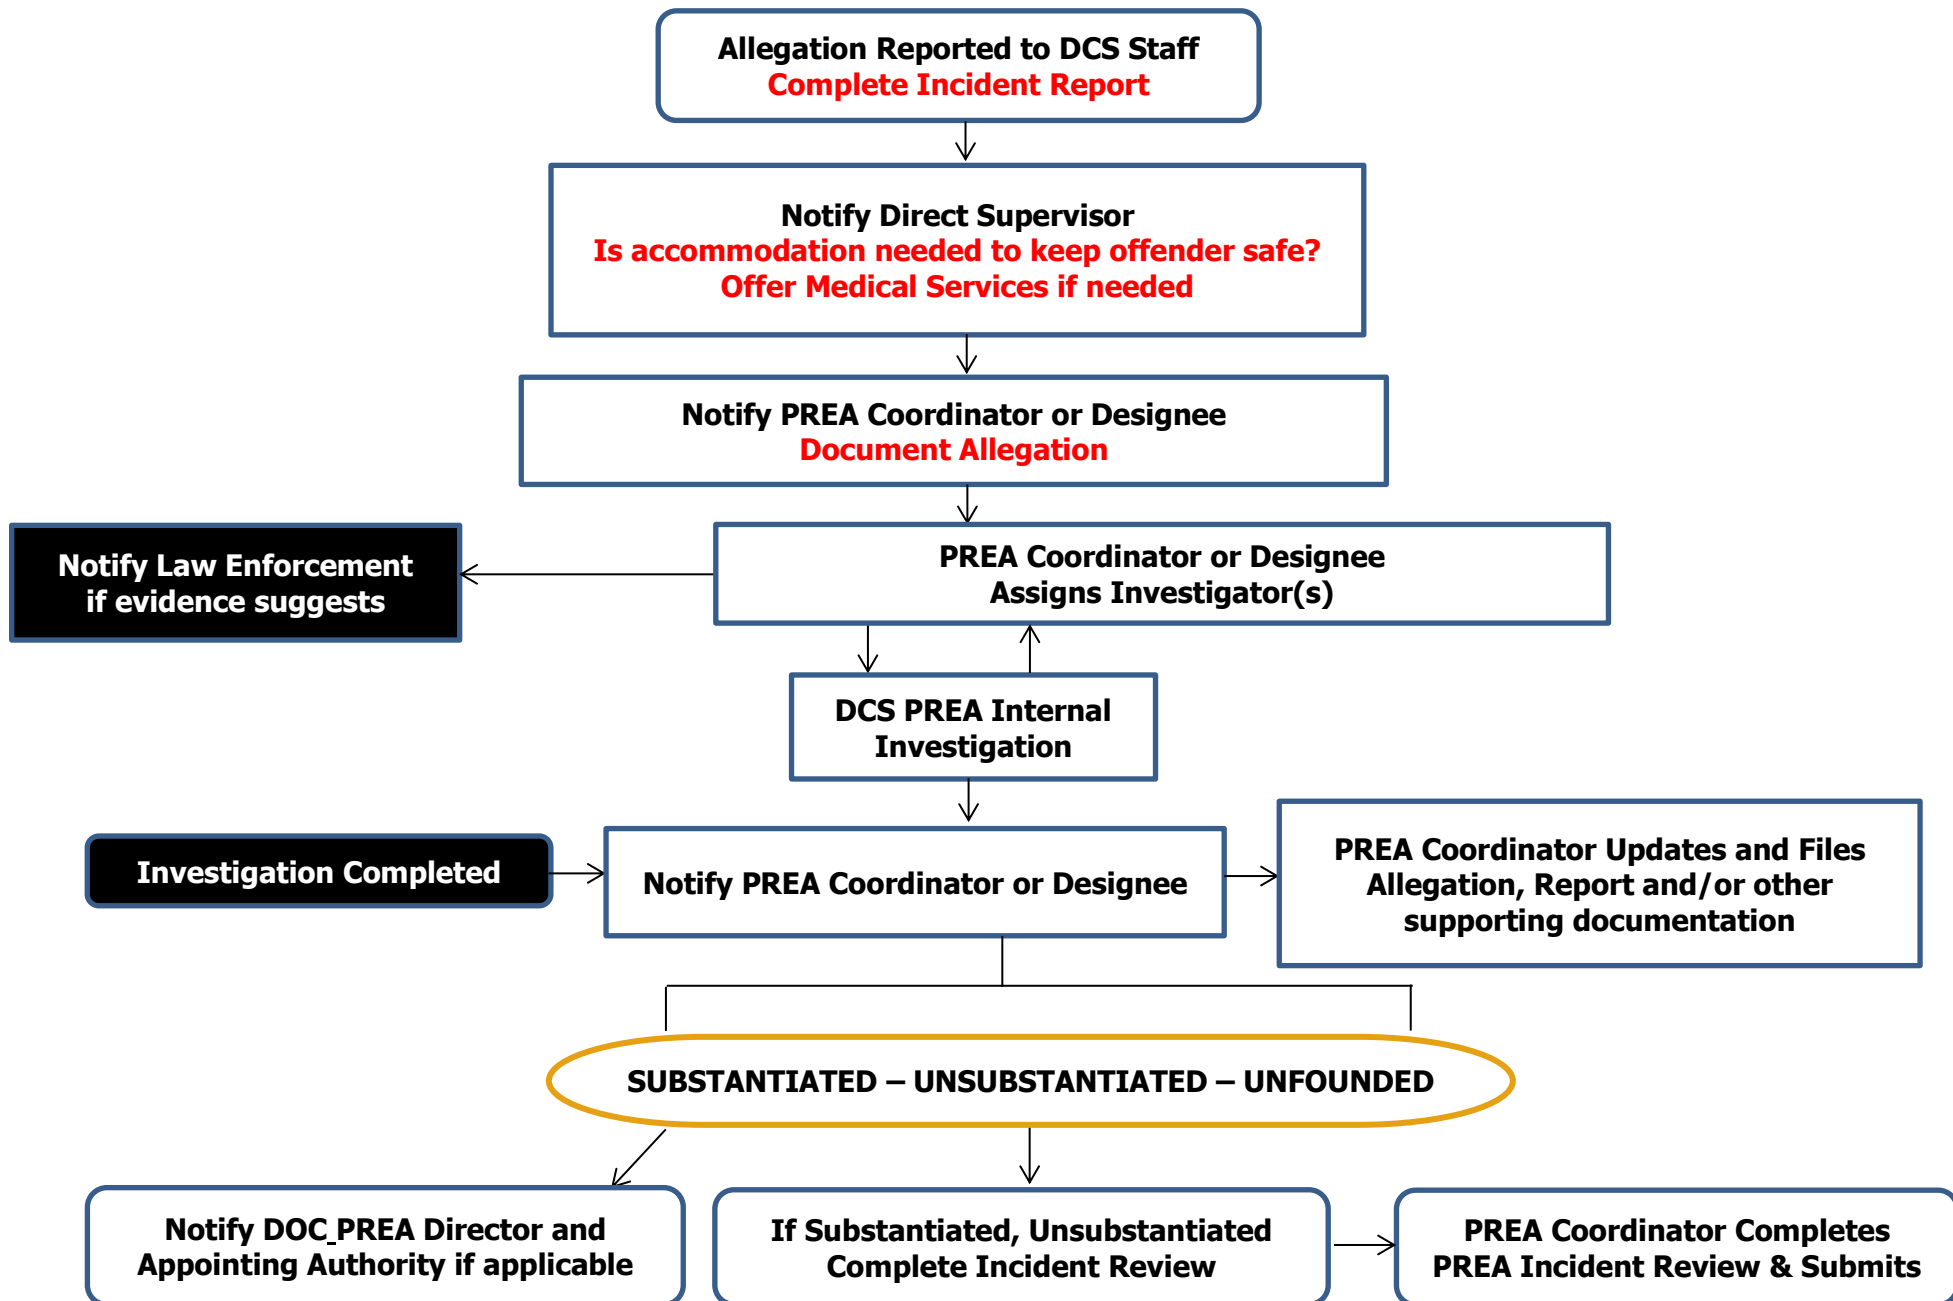 Allegation Reported to DCS Staff
Complete Incident Report
Notify Direct Supervisor
Is accommodation needed to keep offender safe?
Offer Medical Services if needed
Notify PREA Coordinator or Designee
Document Allegation
Notify Law Enforcement
if evidence suggests
PREA Coordinator or Designee
Assigns Investigator(s)
DCS PREA Internal
Investigation
Investigation Completed
Notify PREA Coordinator or Designee
PREA Coordinator Updates and Files
Allegation, Report and/or other
supporting documentation
SUBSTANTIATED – UNSUBSTANTIATED – UNFOUNDED
Notify DOC PREA Director and
Appointing Authority if applicable
If Substantiated, Unsubstantiated
Complete Incident Review
PREA Coordinator Completes
PREA Incident Review & Submits